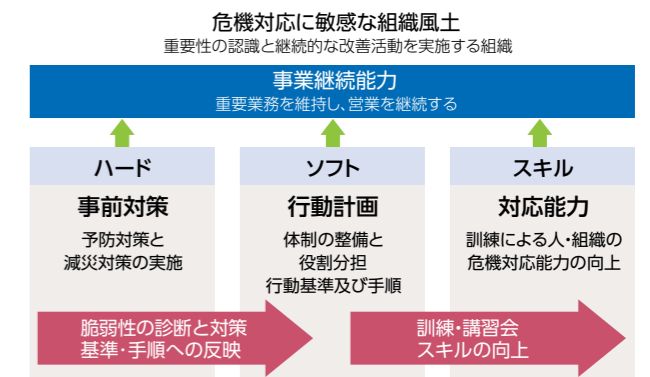 危機対応に敏感な組織風土
重要性の認識と継続的な改善活動を実施する組織
事業継続能力
重要業務を維持し、営業を継続する
ハード
事前対策
予防対策と
減災対策の実施
ソフト
行動計画
体制の整備と
役割分担
行動基準及び手順
スキル
対応能力
訓練による人・組織の
危機対応能力の向上
脆弱性の診断と対策
基準・手順への反映
訓練・講習会
スキルの向上